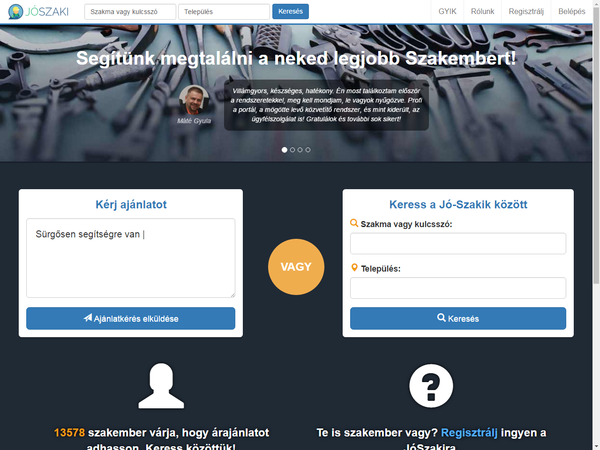 JÓSZAKI
Szakma vagy kulcsszó
Település
Keresés
GYIK
Rólunk
Regisztrálj
Belépés
Segítünk megtalálni a neked legjobb Szakembert!
Villámgyors, készséges, hatékony. Én most találkoztam először
a rendszeretekkel, meg kell mondjam, le vagyok nyűgözve. Profi
a portál, a mögötte levő közvetítő rendszer, és mint kiderült, az
ügyfélszolgálat is! Gratulálok és további sok sikert!
Máté Gyula
Kérj ajánlatot
Sürgősen segítségre van |
Ajánlatkérés elküldése
VAGY
Keress a Jó-Szakik között
Szakma vagy kulcsszó:
Település:
Keresés
13578 szakember várja, hogy árajánlatot
adhasson. Keress közöttük!
Te is szakember vagy? Regisztrálj ingyen a
JóSzakira